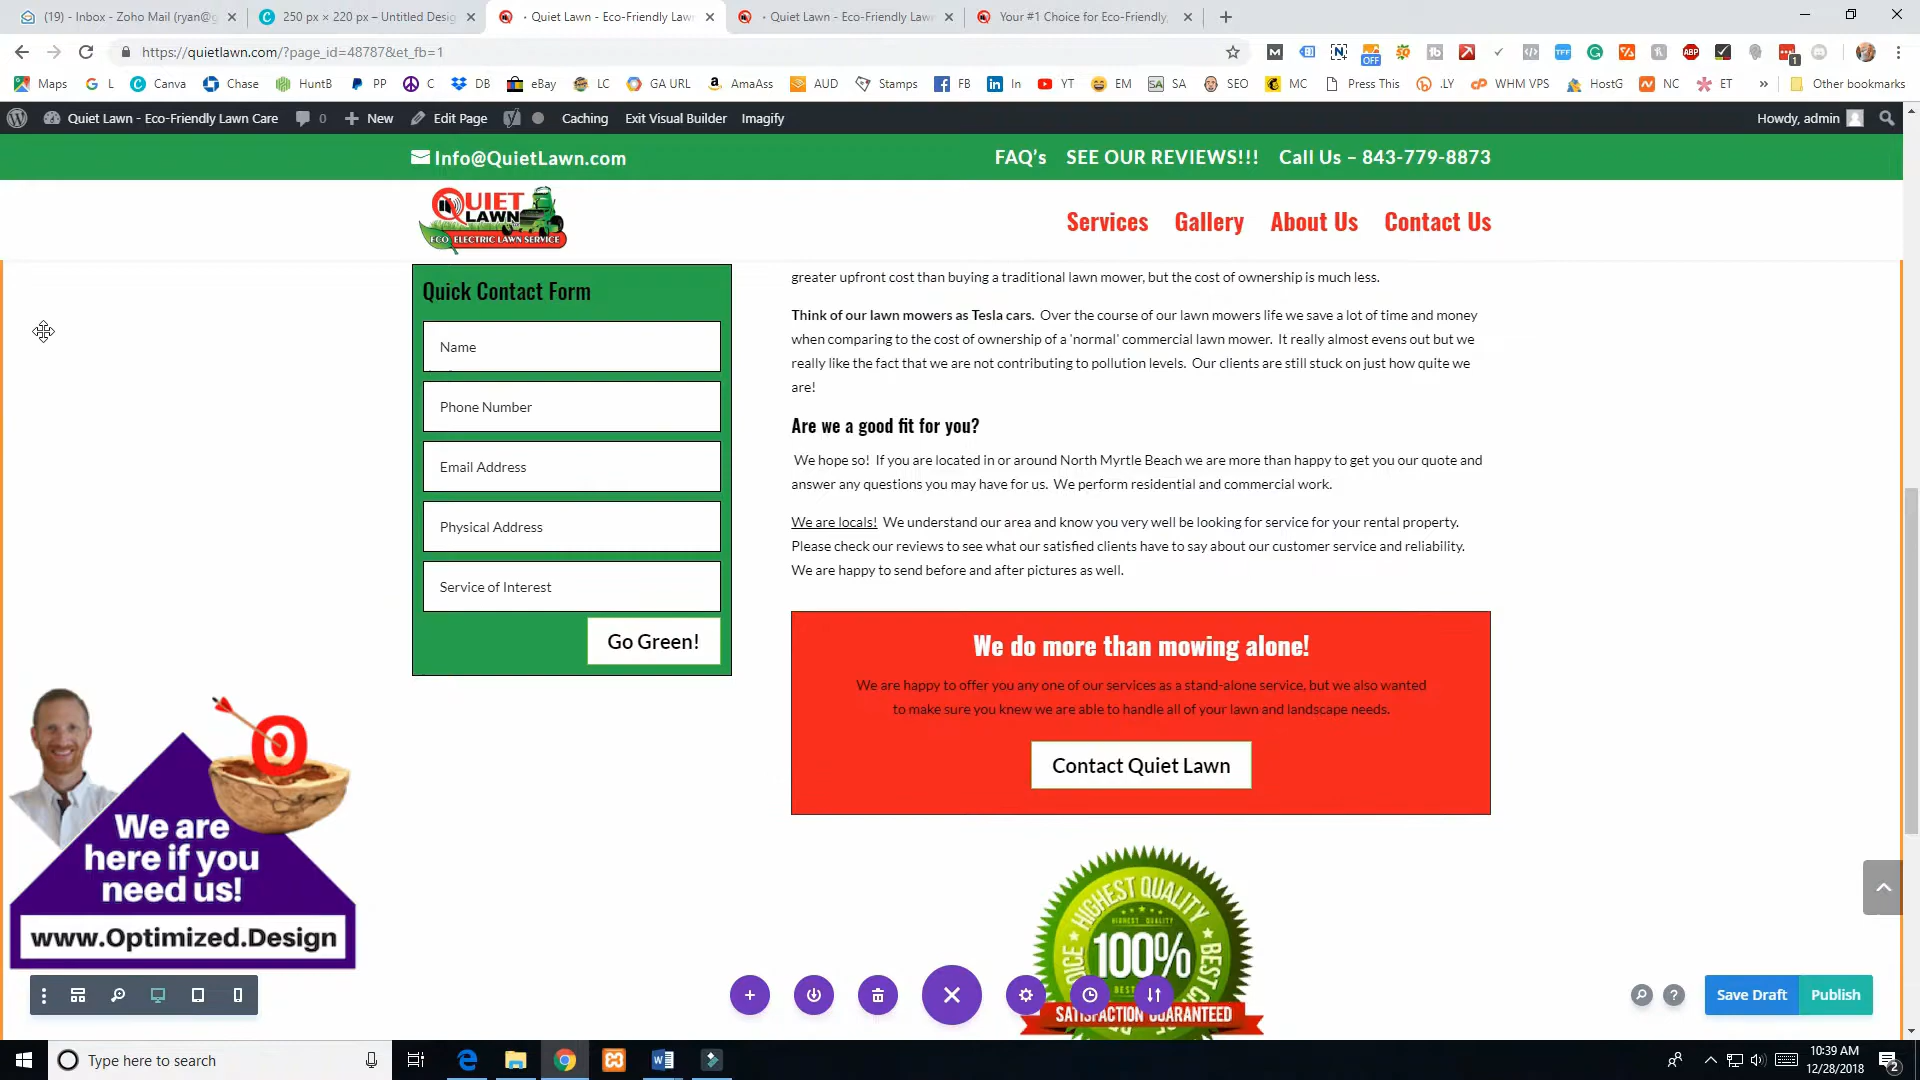 (19) - Inbox - Zoho Mail (ryan@g
250 px × 220 px – Untitled Desig
Quiet Lawn - Eco-Friendly Lawn
Quiet Lawn - Eco-Friendly Lawn C
Your #1 Choice for Eco-Friendly,
https://quietlawn.com/?page_id=48787&et_fb=1
Maps
L
Canva
Chase
HuntB
PP
C
DB
eBay
LC
GA URL
AmaAss
AUD
Stamps
FB
In
YT
EM
SA
SEO
MC
Press This
.LY
WHM VPS
HostG
NC
ET
»
Other bookmarks
Quiet Lawn - Eco-Friendly Lawn Care
0
New
Edit Page
Caching
Exit Visual Builder
Imagify
Howdy, admin
Info@QuietLawn.com
FAQ's
SEE OUR REVIEWS!!!
Call Us – 843-779-8873
QUIET
LAWN
ECO ELECTRIC LAWN SERVICE
Services
Gallery
About Us
Contact Us
Quick Contact Form
Name
Phone Number
Email Address
Physical Address
Service of Interest
Go Green!
greater upfront cost than buying a traditional lawn mower, but the cost of ownership is much less.
Think of our lawn mowers as Tesla cars. Over the course of our lawn mowers life we save a lot of time and money
when comparing to the cost of ownership of a 'normal' commercial lawn mower. It really almost evens out but we
really like the fact that we are not contributing to pollution levels. Our clients are still stuck on just how quite we
are!
Are we a good fit for you?
We hope so! If you are located in or around North Myrtle Beach we are more than happy to get you our quote and
answer any questions you may have for us. We perform residential and commercial work.
We are locals! We understand our area and know you very well be looking for service for your rental property.
Please check our reviews to see what our satisfied clients have to say about our customer service and reliability.
We are happy to send before and after pictures as well.
We do more than mowing alone!
We are happy to offer you any one of our services as a stand-alone service, but we also wanted
to make sure you knew we are able to handle all of your lawn and landscape needs.
Contact Quiet Lawn
HIGHEST QUALITY
HIGHEST QUALITY
100%
SATISFACTION GUARANTEED
We are
here if you
need us!
www.Optimized.Design
Save Draft
Publish
Type here to search
10:39 AM
12/28/2018
2